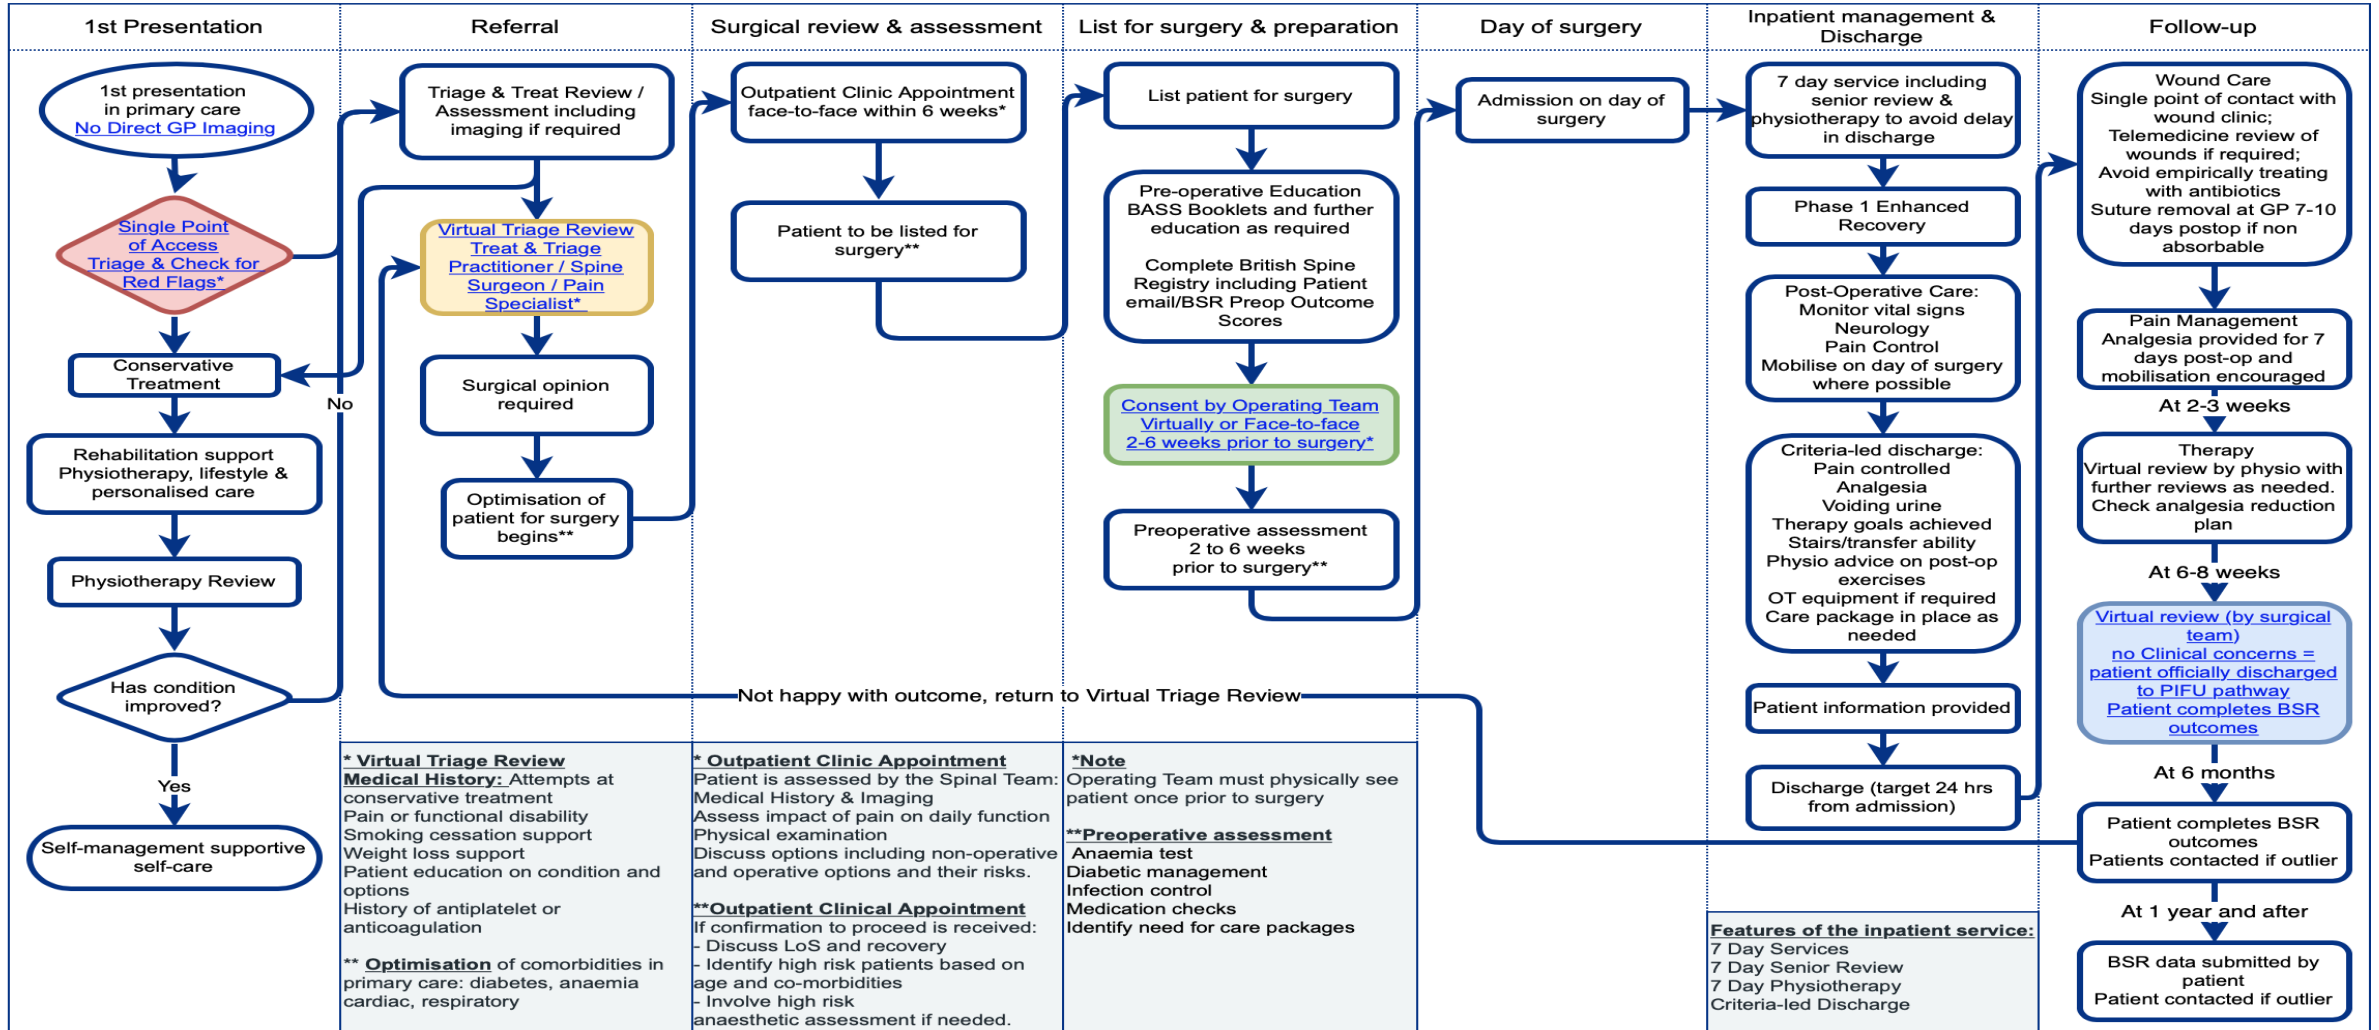 1st Presentation
Referral
Surgical review & assessment
List for surgery & preparation
Day of surgery
Inpatient management &
Discharge
Follow-up
1st presentation
in primary care
No Direct GP Imaging
Single Point
of Access
Triage & Check for
Red Flags*
Conservative
Treatment
Rehabilitation support
Physiotherapy, lifestyle &
personalised care
Physiotherapy Review
Has condition
improved?
No
Yes
Self-management supportive
self-care
Triage & Treat Review /
Assessment including
imaging if required
Virtual Triage Review
Treat & Triage
Practitioner / Spine
Surgeon / Pain
Specialist*
Surgical opinion
required
Optimisation of
patient for surgery
begins**
* Virtual Triage Review
Medical History: Attempts at
conservative treatment
Pain or functional disability
Smoking cessation support
Weight loss support
Patient education on condition and
options
History of antiplatelet or
anticoagulation
** Optimisation of comorbidities in
primary care: diabetes, anaemia
cardiac, respiratory
Outpatient Clinic Appointment
face-to-face within 6 weeks*
Patient to be listed for
surgery**
Not happy with outcome, return to Virtual Triage Review
* Outpatient Clinic Appointment
Patient is assessed by the Spinal Team:
Medical History & Imaging
Assess impact of pain on daily function
Physical examination
Discuss options including non-operative
and operative options and their risks.
**Outpatient Clinical Appointment
If confirmation to proceed is received:
- Discuss LoS and recovery
- Identify high risk patients based on
age and co-morbidities
- Involve high risk
anaesthetic assessment if needed.
List patient for surgery
Pre-operative Education
BASS Booklets and further
education as required
Complete British Spine
Registry including Patient
email/BSR Preop Outcome
Scores
Consent by Operating Team
Virtually or Face-to-face
2-6 weeks prior to surgery*
Preoperative assessment
2 to 6 weeks
prior to surgery**
*Note
Operating Team must physically see
patient once prior to surgery
**Preoperative assessment
Anaemia test
Diabetic management
Infection control
Medication checks
Identify need for care packages
Admission on day of
surgery
7 day service including
senior review &
physiotherapy to avoid delay
in discharge
Phase 1 Enhanced
Recovery
Post-Operative Care:
Monitor vital signs
Neurology
Pain Control
Mobilise on day of surgery
where possible
Criteria-led discharge:
Pain controlled
Analgesia
Voiding urine
Therapy goals achieved
Stairs/transfer ability
Physio advice on post-op
exercises
OT equipment if required
Care package in place as
needed
Patient information provided
Discharge (target 24 hrs
from admission)
Features of the inpatient service:
7 Day Services
7 Day Senior Review
7 Day Physiotherapy
Criteria-led Discharge
Wound Care
Single point of contact with
wound clinic;
Telemedicine review of
wounds if required;
Avoid empirically treating
with antibiotics
Suture removal at GP 7-10
days postop if non
absorbable
Pain Management
Analgesia provided for 7
days post-op and
mobilisation encouraged
At 2-3 weeks
Therapy
Virtual review by physio with
further reviews as needed.
Check analgesia reduction
plan
At 6-8 weeks
Virtual review (by surgical
team)
no Clinical concerns =
patient officially discharged
to PIFU pathway
Patient completes BSR
outcomes
At 6 months
Patient completes BSR
outcomes
Patients contacted if outlier
At 1 year and after
BSR data submitted by
patient
Patient contacted if outlier